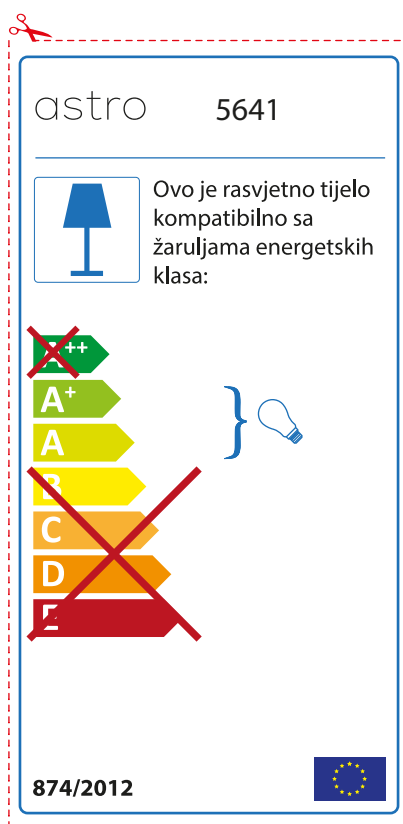 astro 5641
Ovo je rasvjetno tijelo
kompatibilno sa
žaruljama energetskih
klasa:
A++
A+
A
B
C
D
E
874/2012